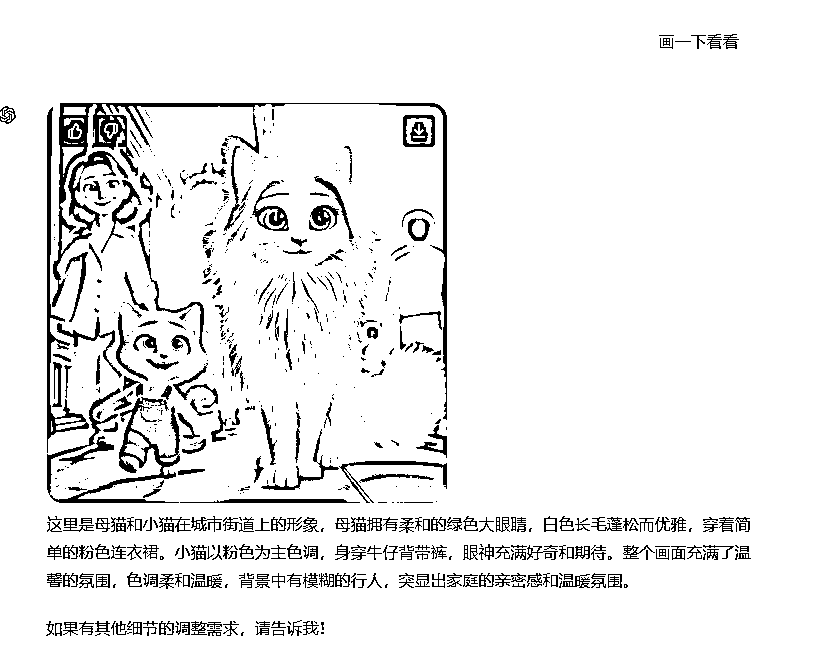 画一下看看
这里是母猫和小猫在城市街道上的形象，母猫拥有柔和的绿色大眼睛，白色长毛蓬松而优雅，穿着简
单的粉色连衣裙。小猫以粉色为主色调，身穿牛仔背带裤，眼神充满好奇和期待。整个画面充满了温
馨的氛围，色调柔和温暖，背景中有模糊的行人，突显出家庭的亲密感和温暖氛围。
如果有其他细节的调整需求，请告诉我！